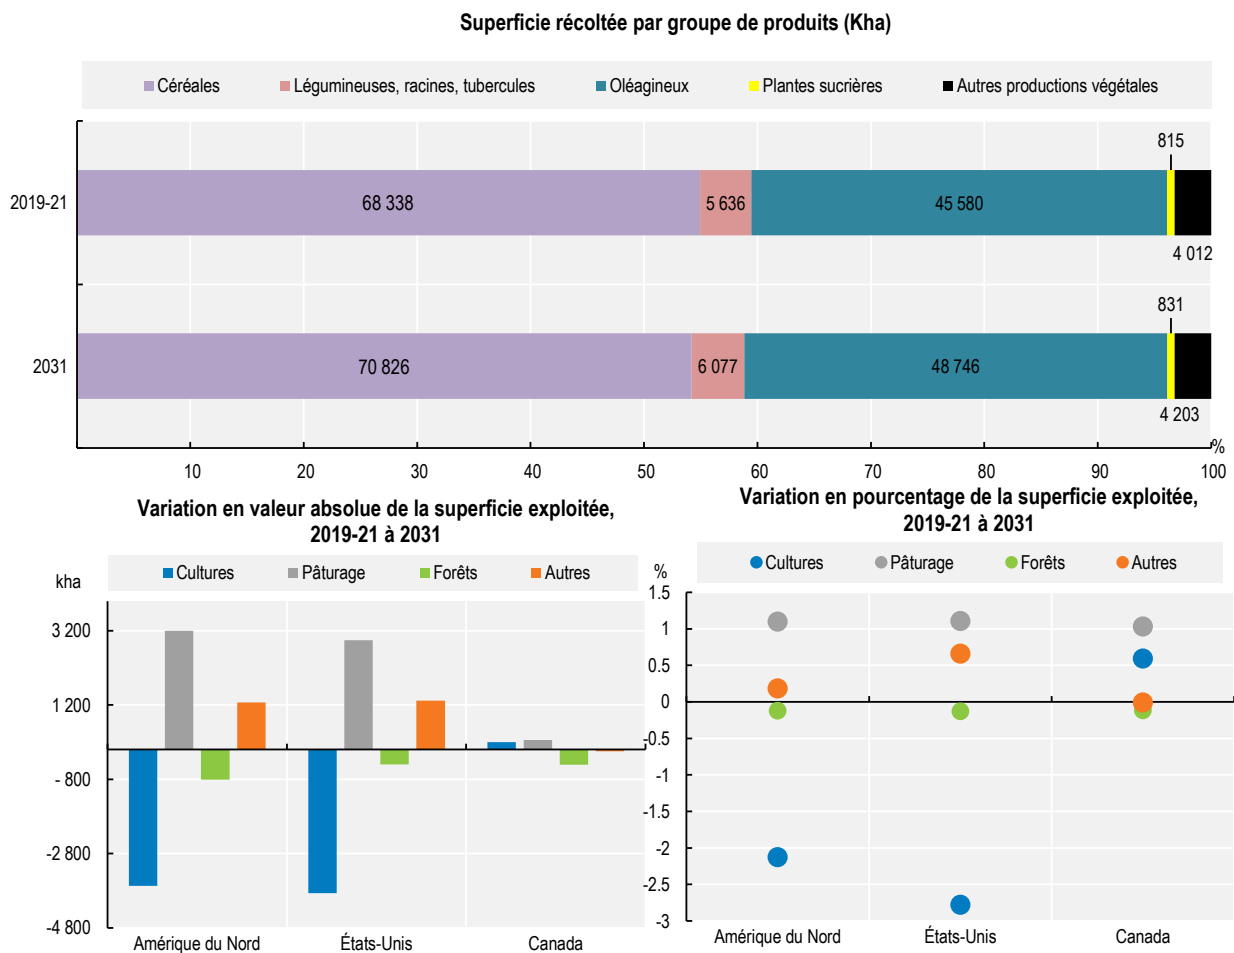 Superficie récoltée par groupe de produits (Kha)
Céréales Légumineuses, racines, tubercules Oléagineux Plantes sucrières Autres productions végétales
815
2019-21 68 338 5 636 45 580
4 012
831
2031 70 826 6 077 48 746
4 203
%
10 20 30 40 50 60 70 80 90 100
Variation en valeur absolue de la superficie exploitée,
2019-21 à 2031
kha
Cultures Pâturage Forêts Autres
3 200
1 200
- 800
-2 800
-4 800
Amérique du Nord États-Unis Canada
Variation en pourcentage de la superficie exploitée,
2019-21 à 2031
%
Cultures Pâturage Forêts Autres
1.5
1
0.5
0
-0.5
-1
-1.5
-2
-2.5
-3
Amérique du Nord États-Unis Canada